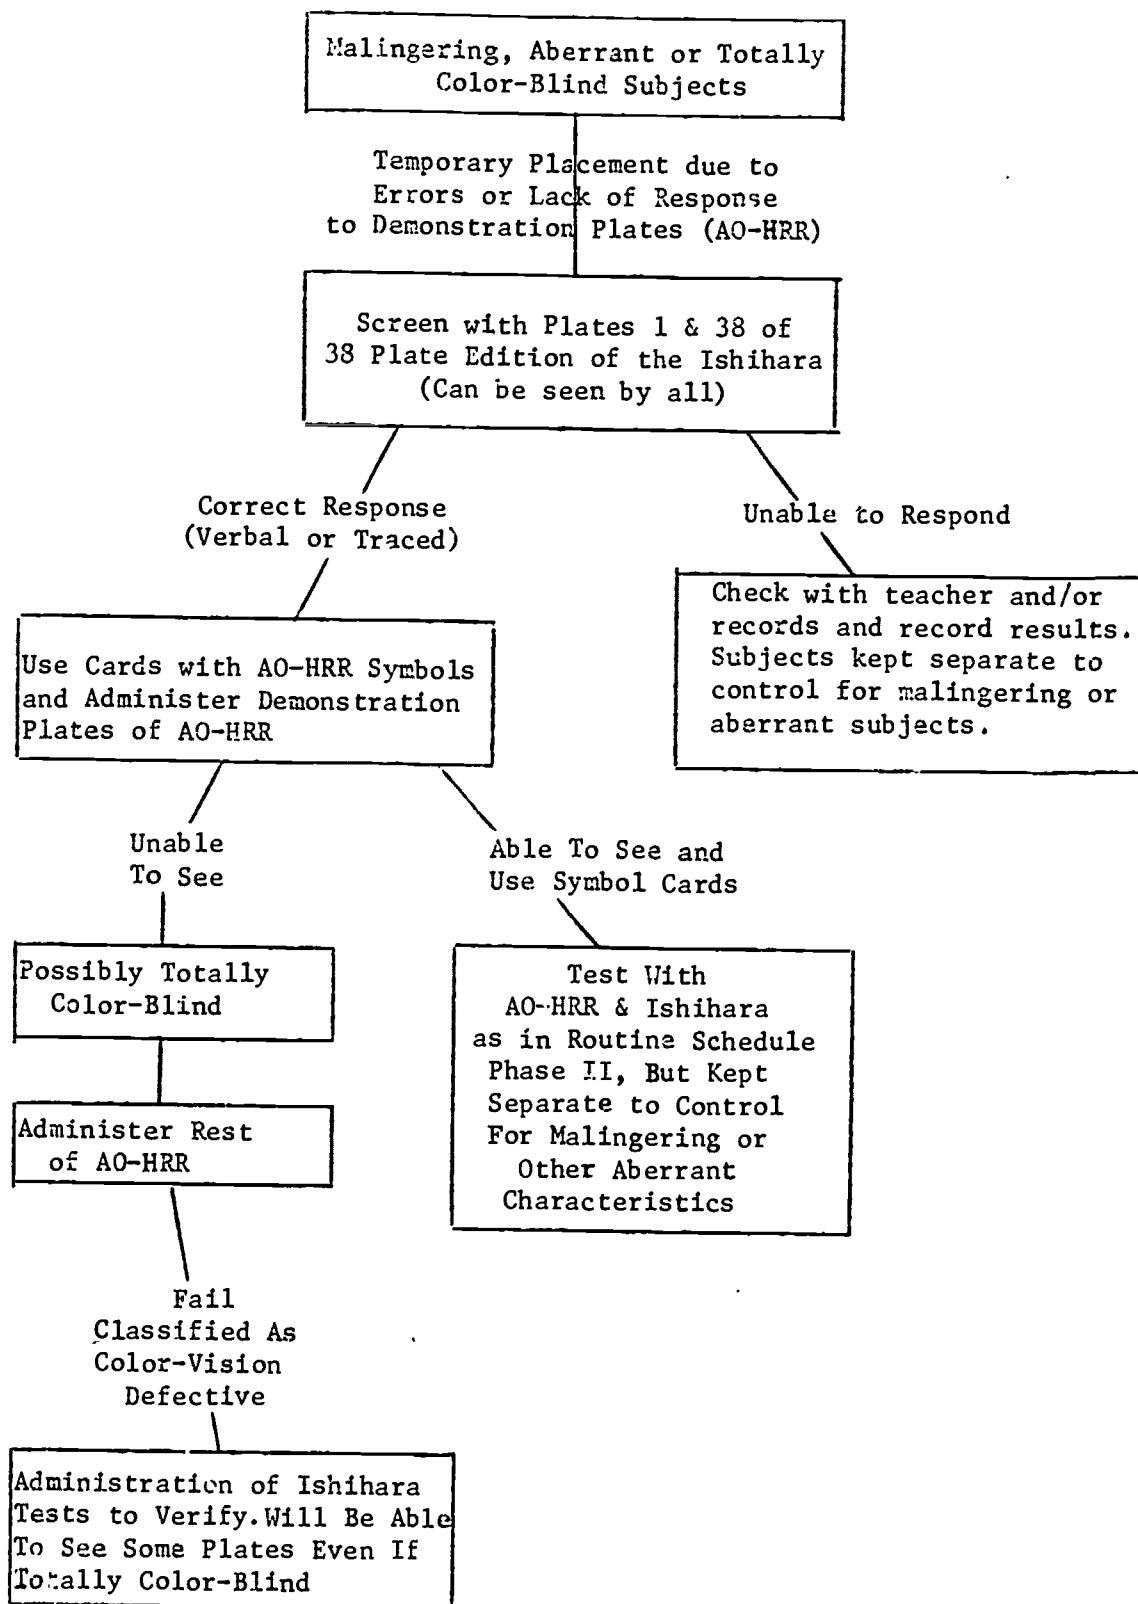 Malingering, Aberrant or Totally
Color-Blind Subjects
Temporary Placement due to
Errors or Lack of Response
to Demonstration Plates (AO-HRR)
Screen with Plates 1 & 38 of
38 Plate Edition of the Ishihara
(Can be seen by all)
Correct Response
(Verbal or Traced)
Unable to Respond
Use Cards with AO-HRR Symbols
and Administer Demonstration
Plates of AO-HRR
Check with teacher and/or
records and record results.
Subjects kept separate to
control for malingering or
aberrant subjects.
Unable
To See
Able To See and
Use Symbol Cards
Possibly Totally
Color-Blind
Test With
AO-HRR & Ishihara
as in Routine Schedule
Phase II, But Kept
Separate to Control
For Malingering or
Other Aberrant
Characteristics
Administer Rest
of AO-HRR
Fail
Classified As
Color-Vision
Defective
Administration of Ishihara
Tests to Verify.Will Be Able
To See Some Plates Even If
Totally Color-Blind